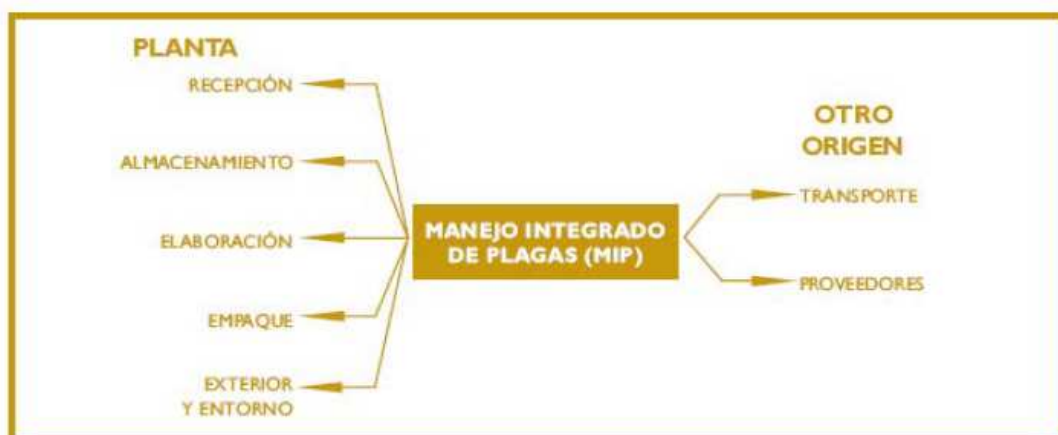 PLANTA
RECEPCIÓN
ALMACENAMIENTO
ELABORACIÓN
EMPAQUE
EXTERIOR
Y ENTORNO
MANEJO INTEGRADO
DE PLAGAS (MIP)
OTRO
ORIGEN
TRANSPORTE
PROVEEDORES